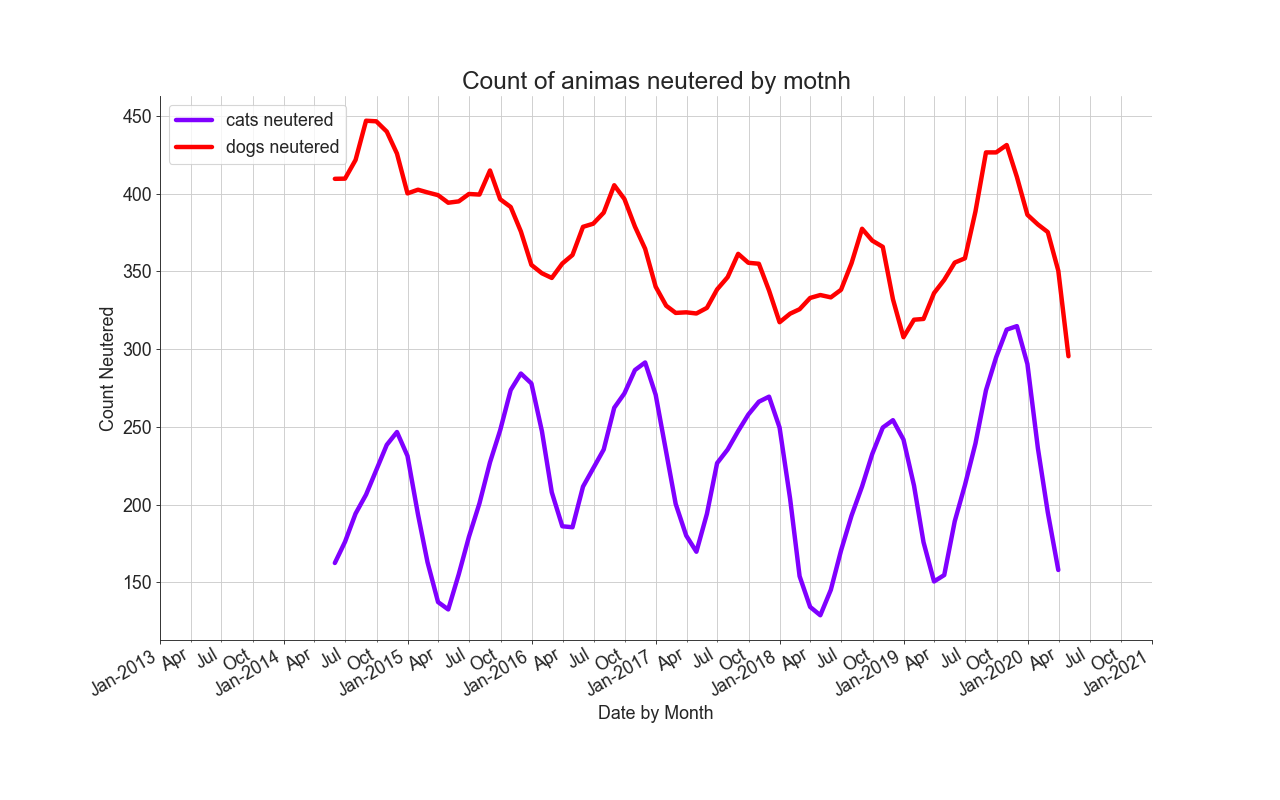 Count of animas neutered by motnh
cats neutered
dogs neutered
450
400
350
300
250
200
150
Count Neutered
Jan-2013
Apr
Jul
Oct
Jan-2014
Apr
Jul
Oct
Jan-2015
Apr
Jul
Oct
Jan-2016
Apr
Jul
Oct
Jan-2017
Apr
Jul
Oct
Jan-2018
Apr
Jul
Oct
Jan-2019
Apr
Jul
Oct
Jan-2020
Apr
Jul
Oct
Jan-2021
Date by Month